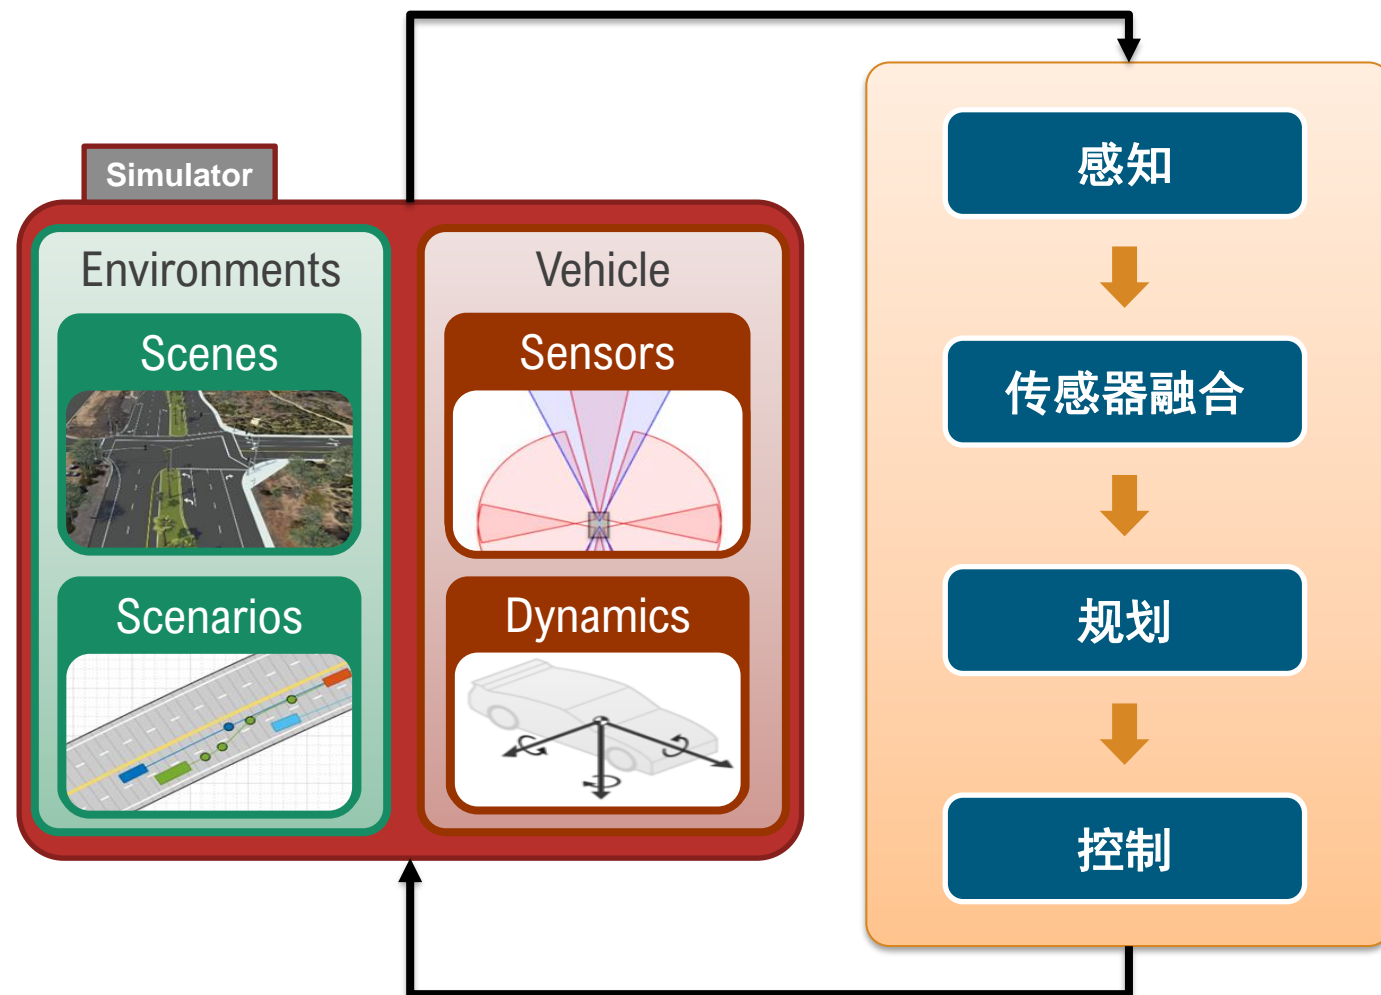 Simulator
Environments
Scenes
Scenarios
Vehicle
Sensors
Dynamics
感知
传感器融合
规划
控制